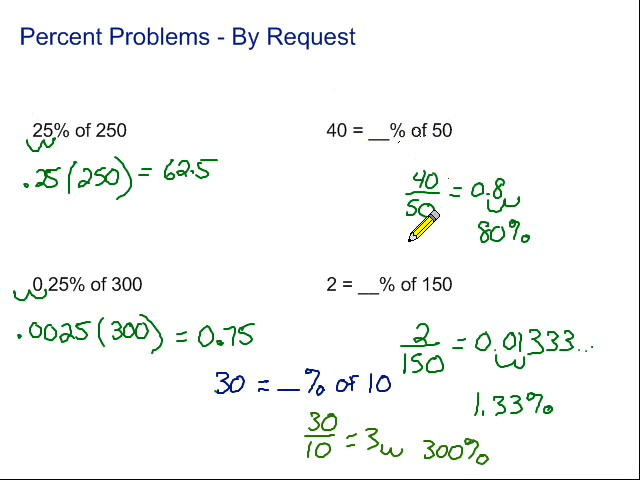 Percent Problems - By Request
25% of 250
.25(250) = 62.5
40 = __% of 50
40/50 = 0.8
80%
0.25% of 300
.0025(300) = 0.75
2 = __% of 150
2/150 = 0.01333...
1.33%
30 = __% of 10
30/10 = 3
300%